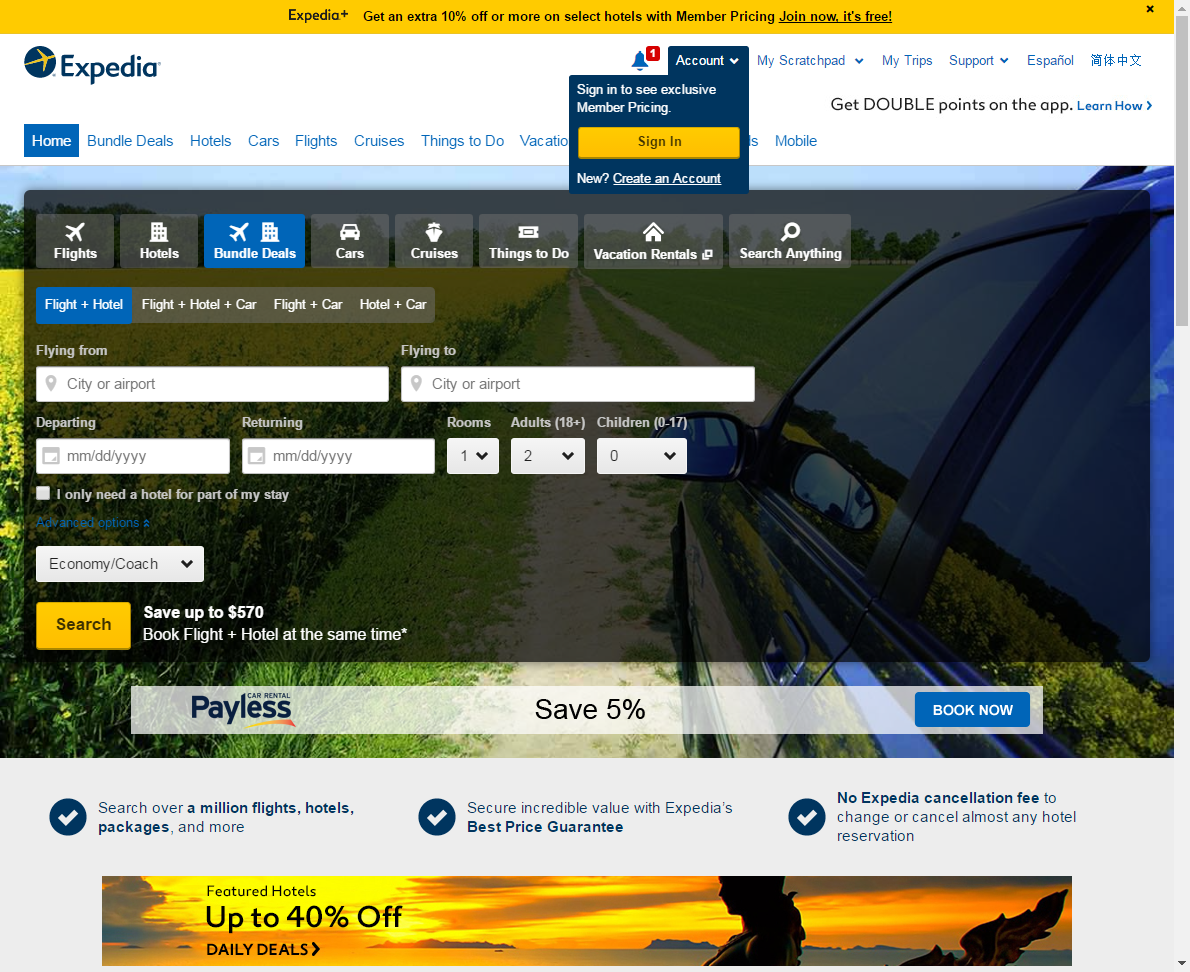 Expedia+ Get an extra 10% off or more on select hotels with Member Pricing Join now, it's free!
Expedia
1
Account
My Scratchpad
My Trips
Support
Español
简体中文
Sign in to see exclusive
Member Pricing.
Sign In
New? Create an Account
Get DOUBLE points on the app. Learn How
Home
Bundle Deals
Hotels
Cars
Flights
Cruises
Things to Do
Mobile
Flights
Hotels
Bundle Deals
Cars
Cruises
Things to Do
Vacation Rentals
Search Anything
Flight + Hotel
Flight + Hotel + Car
Flight + Car
Hotel + Car
Flying from
Flying to
City or airport
City or airport
Departing
Returning
Rooms
Adults (18+)
Children (0-17)
mm/dd/yyyy
mm/dd/yyyy
1
2
0
I only need a hotel for part of my stay
Advanced options
Economy/Coach
Search
Save up to $570
Book Flight + Hotel at the same time*
CAR RENTAL
Payless
Save 5%
BOOK NOW
Search over a million flights, hotels,
packages, and more
Secure incredible value with Expedia's
Best Price Guarantee
No Expedia cancellation fee to
change or cancel almost any hotel
reservation
Featured Hotels
Up to 40% Off
DAILY DEALS